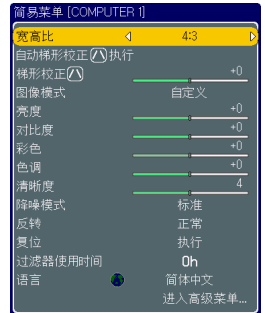 简易菜单 [COMPUTER 1]
宽高比 4:3
自动梯形校正 执行
梯形校正 +0
图像模式 自定义
亮度 +0
对比度 +0
彩色 +0
色调 +0
清晰度 4
降噪模式 标准
反转 正常
复位 执行
过滤器使用时间 0h
语言 简体中文
进入高级菜单...